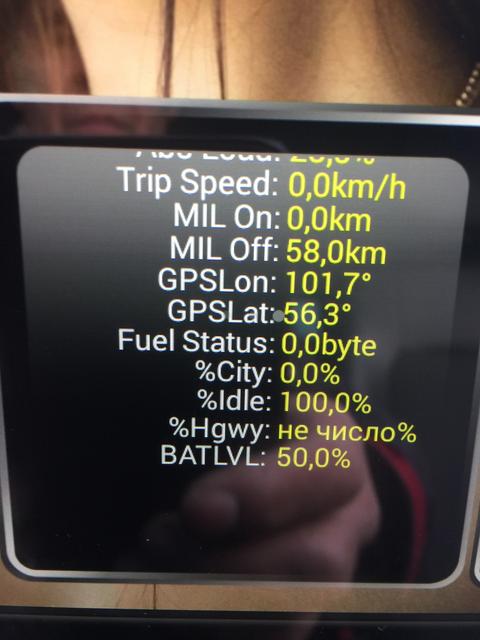 Trip Speed: 0,0km/h
MIL On: 0,0km
MIL Off: 58,0km
GPSLon: 101,7°
GPSLat: 56,3°
Fuel Status: 0,0byte
%City: 0,0%
%Idle: 100,0%
%Hgwy: не число%
BATLVL: 50,0%